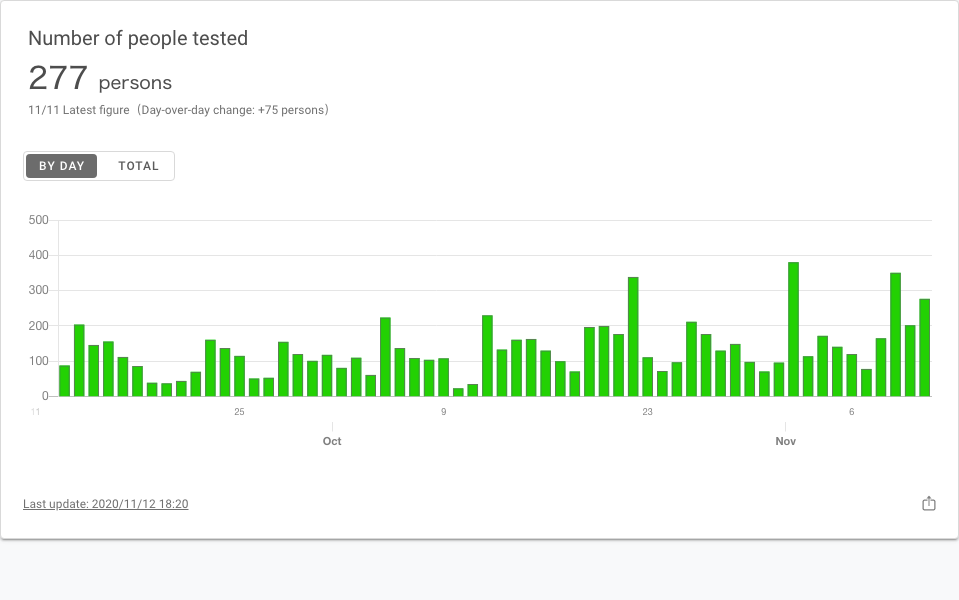 Number of people tested
277 persons
11/11 Latest figure（Day-over-day change: +75 persons）
BY DAY TOTAL
500
400
300
200
100
0
11 25 9 23 6
Oct Nov
Last update: 2020/11/12 18:20